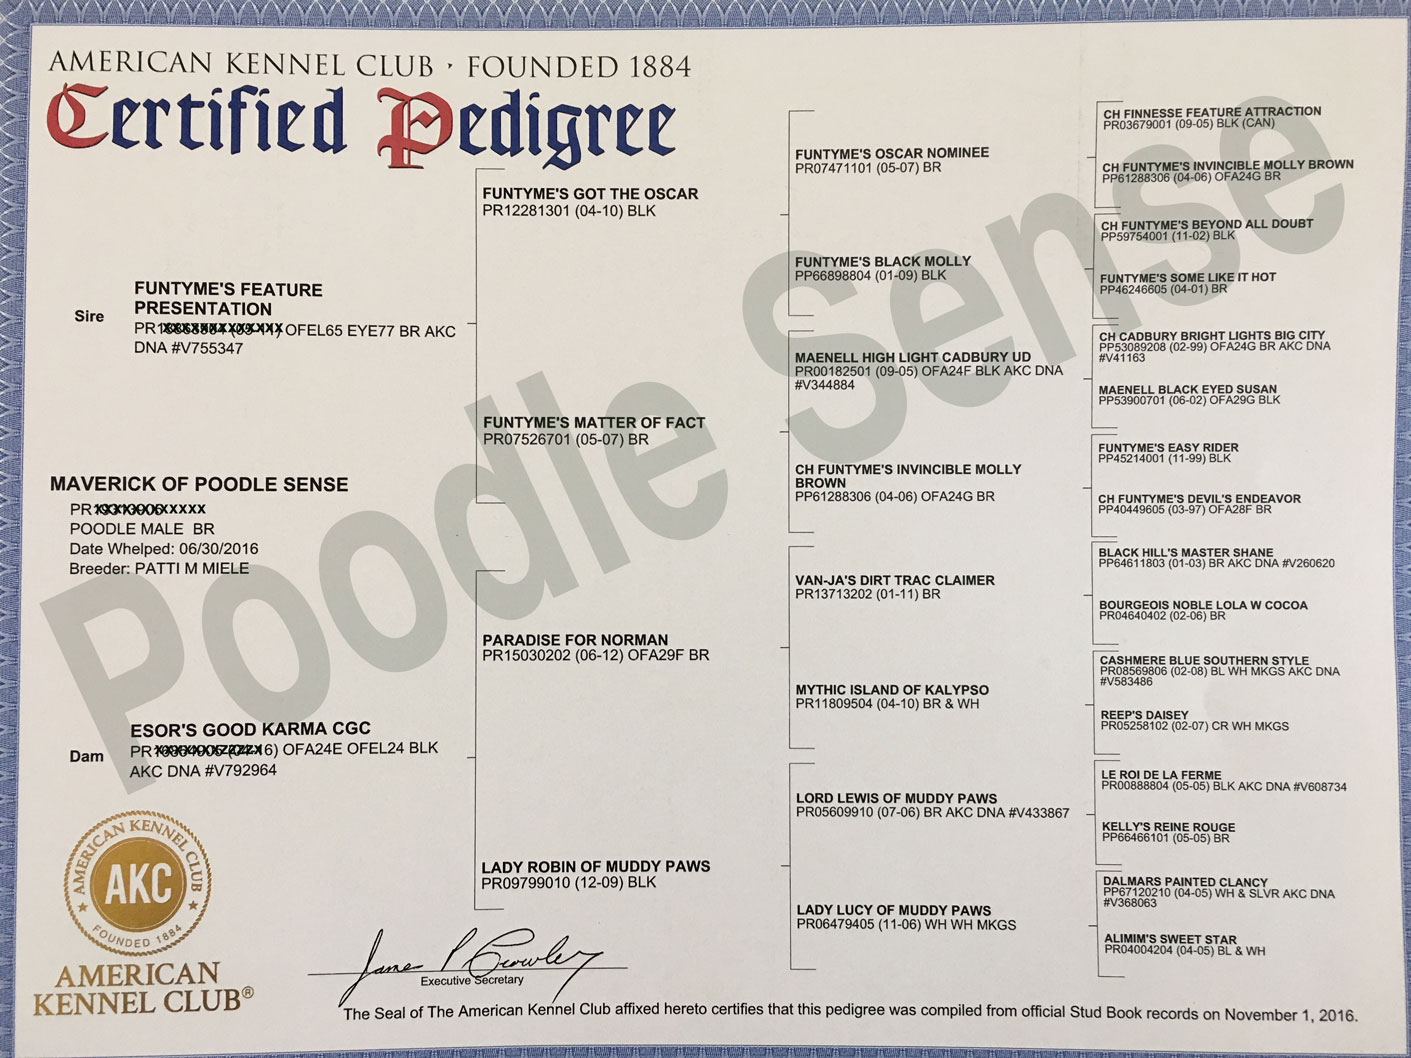 AMERICAN KENNEL CLUB · FOUNDED 1884
Certified Pedigree
Poodle Sense
Sire
FUNTYME'S FEATURE
PRESENTATION
OFEL65 EYE77 BR AKC
DNA #V755347
MAVERICK OF POODLE SENSE
POODLE MALE BR
Date Whelped: 06/30/2016
Breeder: PATTI M MIELE
Dam
ESOR'S GOOD KARMA CGC
OFA24E OFEL24 BLK
AKC DNA #V792964
FUNTYME'S GOT THE OSCAR
PR12281301 (04-10) BLK
FUNTYME'S MATTER OF FACT
PR07526701 (05-07) BR
PARADISE FOR NORMAN
PR15030202 (06-12) OFA29F BR
LADY ROBIN OF MUDDY PAWS
PR09799010 (12-09) BLK
FUNTYME'S OSCAR NOMINEE
PR07471101 (05-07) BR
FUNTYME'S BLACK MOLLY
PP66898804 (01-09) BLK
MAENELL HIGH LIGHT CADBURY UD
PR00182501 (09-05) OFA24F BLK AKC DNA
#V344884
CH FUNTYME'S INVINCIBLE MOLLY
BROWN
PP61288306 (04-06) OFA24G BR
VAN-JA'S DIRT TRAC CLAIMER
PR13713202 (01-11) BR
MYTHIC ISLAND OF KALYPSO
PR11809504 (04-10) BR & WH
LORD LEWIS OF MUDDY PAWS
PR05609910 (07-06) BR AKC DNA #V433867
LADY LUCY OF MUDDY PAWS
PR06479405 (11-06) WH WH MKGS
CH FINNESSE FEATURE ATTRACTION
PR03679001 (09-05) BLK (CAN)
CH FUNTYME'S INVINCIBLE MOLLY BROWN
PP61288306 (04-06) OFA24G BR
CH FUNTYME'S BEYOND ALL DOUBT
PP59754001 (11-02) BLK
FUNTYME'S SOME LIKE IT HOT
PP46246605 (04-01) BR
CH CADBURY BRIGHT LIGHTS BIG CITY
PP53089208 (02-99) OFA24G BR AKC DNA
#V41163
MAENELL BLACK EYED SUSAN
PP53900701 (06-02) OFA29G BLK
FUNTYME'S EASY RIDER
PP45214001 (11-99) BLK
CH FUNTYME'S DEVIL'S ENDEAVOR
PP40449605 (03-97) OFA28F BR
BLACK HILL'S MASTER SHANE
PP64611803 (01-03) BR AKC DNA #V260620
BOURGEOIS NOBLE LOLA W COCOA
PR04640402 (02-06) BR
CASHMERE BLUE SOUTHERN STYLE
PR08569806 (02-08) BL WH MKGS AKC DNA
#V583486
REEP'S DAISEY
PR05258102 (02-07) CR WH MKGS
LE ROI DE LA FERME
PR00888804 (05-05) BLK AKC DNA #V608734
KELLY'S REINE ROUGE
PP66466101 (05-05) BR
DALMARS PAINTED CLANCY
PP67120210 (04-05) WH & SLVR AKC DNA
#V368063
ALIMIM'S SWEET STAR
PR04004204 (04-05) BL & WH
AMERICAN KENNEL CLUB
AKC
FOUNDED 1884
AMERICAN
KENNEL CLUB®
James P Crowley
Executive Secretary
The Seal of The American Kennel Club affixed hereto certifies that this pedigree was compiled from official Stud Book records on November 1, 2016.